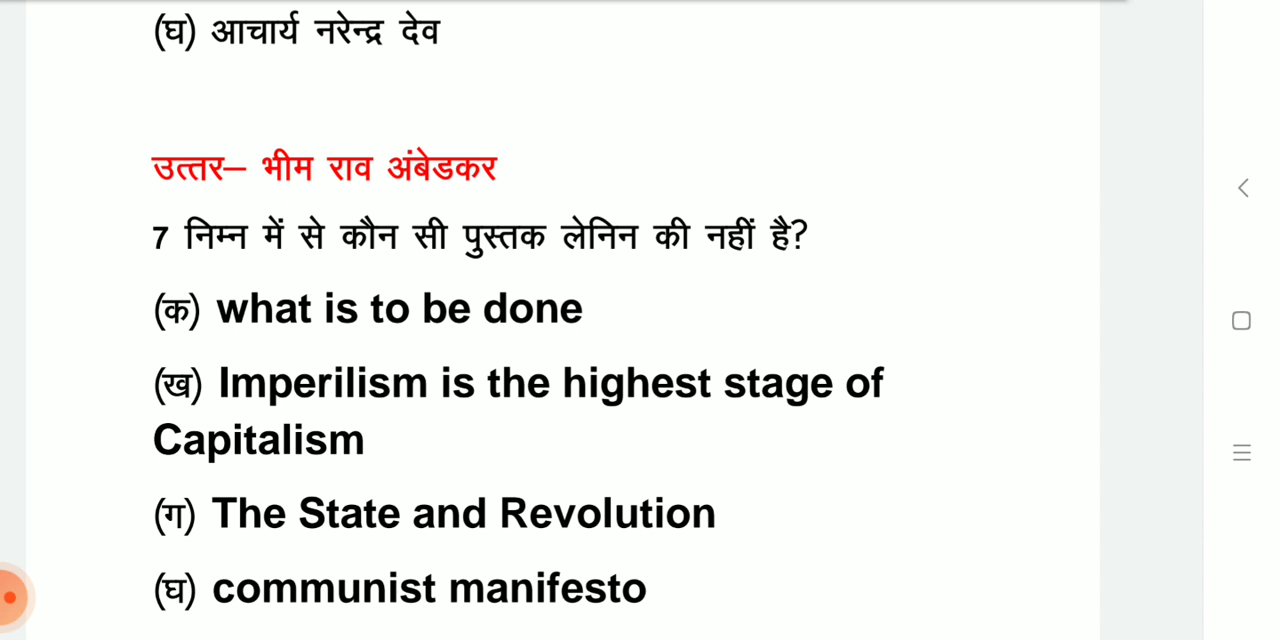 (घ) आचार्य नरेन्द्र देव
उत्तर– भीम राव अंबेडकर
7 निम्न में से कौन सी पुस्तक लेनिन की नहीं है?
(क) what is to be done
(ख) Imperilism is the highest stage of
Capitalism
(ग) The State and Revolution
(घ) communist manifesto